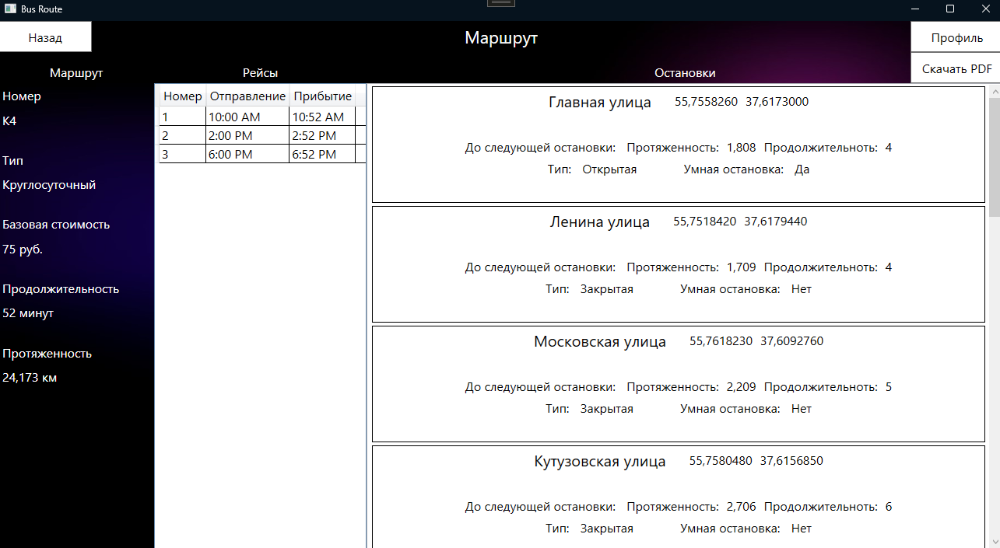 Bus Route
Назад
Маршрут
Профиль
Скачать PDF
Маршрут
Рейсы
Остановки
Номер
К4
Тип
Круглосуточный
Базовая стоимость
75 руб.
Продолжительность
52 минут
Протяженность
24,173 км
Номер Отправление Прибытие
1 10:00 AM 10:52 AM
2 2:00 PM 2:52 PM
3 6:00 PM 6:52 PM
Главная улица 55,7558260 37,6173000
До следующей остановки: Протяженность: 1,808 Продолжительноть: 4
Тип: Открытая Умная остановка: Да
Ленина улица 55,7518420 37,6179440
До следующей остановки: Протяженность: 1,709 Продолжительноть: 4
Тип: Закрытая Умная остановка: Нет
Московская улица 55,7618230 37,6092760
До следующей остановки: Протяженность: 2,209 Продолжительноть: 5
Тип: Закрытая Умная остановка: Нет
Кутузовская улица 55,7580480 37,6156850
До следующей остановки: Протяженность: 2,706 Продолжительноть: 6
Тип: Закрытая Умная остановка: Нет